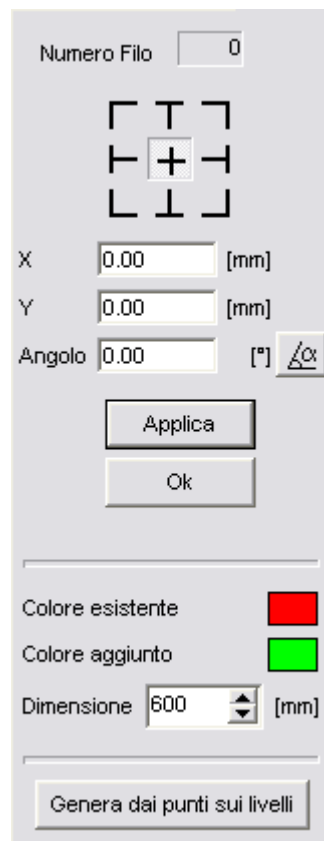 Numero Filo 0
X 0.00 [mm]
Y 0.00 [mm]
Angolo 0.00 [°] α
Applica
Ok
Colore esistente
Colore aggiunto
Dimensione 600 [mm]
Genera dai punti sui livelli